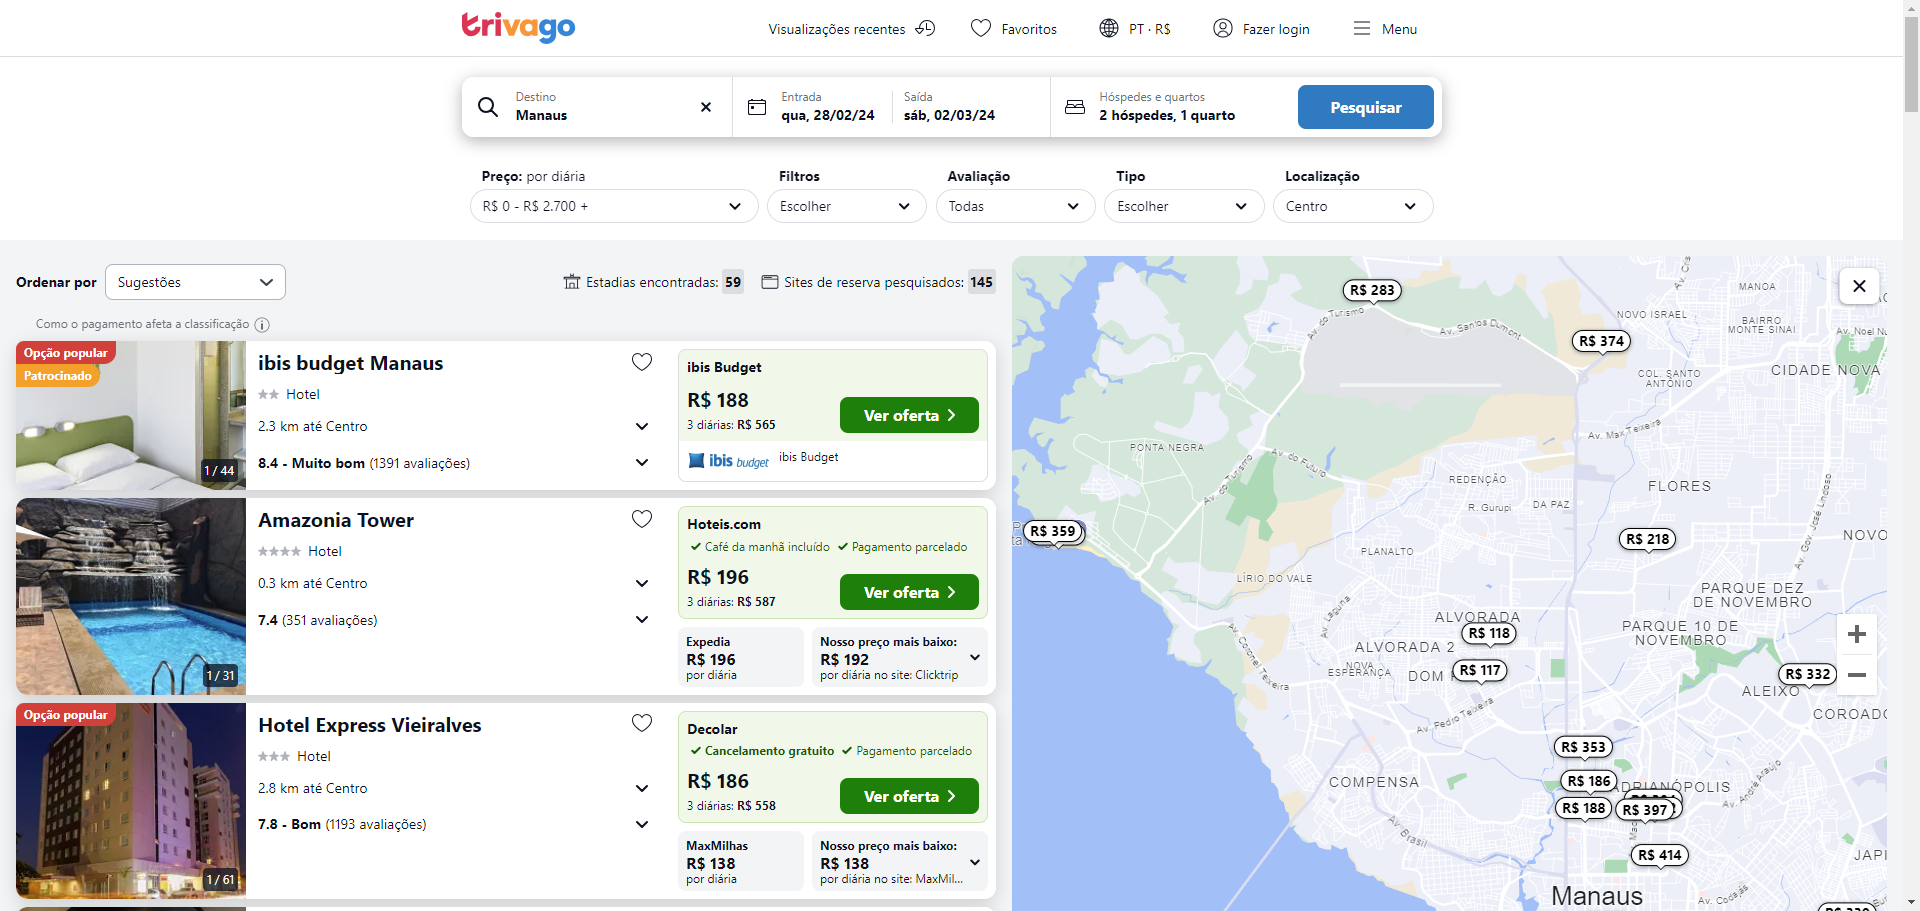 trivago
Visualizações recentes
Favoritos
PT · R$
Fazer login
Menu
Destino
Manaus
Entrada
qua, 28/02/24
Saída
sáb, 02/03/24
Hóspedes e quartos
2 hóspedes, 1 quarto
Pesquisar
Preço: por diária
R$ 0 - R$ 2.700 +
Filtros
Escolher
Avaliação
Todas
Tipo
Escolher
Localização
Centro
Ordenar por
Sugestões
Estadias encontradas: 59
Sites de reserva pesquisados: 145
Como o pagamento afeta a classificação
Opção popular
Patrocinado
1 / 44
ibis budget Manaus
Hotel
2.3 km até Centro
8.4 - Muito bom (1391 avaliações)
ibis Budget
R$ 188
3 diárias: R$ 565
Ver oferta
ibis budget
ibis Budget
1 / 31
Amazonia Tower
Hotel
0.3 km até Centro
7.4 (351 avaliações)
Hoteis.com
Café da manhã incluído
Pagamento parcelado
R$ 196
3 diárias: R$ 587
Ver oferta
Expedia
R$ 196
por diária
Nosso preço mais baixo:
R$ 192
por diária no site: Clicktrip
Opção popular
1 / 61
Hotel Express Vieiralves
Hotel
2.8 km até Centro
7.8 - Bom (1193 avaliações)
Decolar
Cancelamento gratuito
Pagamento parcelado
R$ 186
3 diárias: R$ 558
Ver oferta
MaxMilhas
R$ 138
por diária
Nosso preço mais baixo:
R$ 138
por diária no site: MaxMil...
R$ 283
Av. do Turismo
Av. Santos Dumont
MANOA
NOVO ISRAEL
BAIRRO
MONTE SINAI
Av. Noel Nu
R$ 374
COL. SANTO
ANTÔNIO
CIDADE NOVA
Av. Max Teixeira
PONTA NEGRA
Av. do Turismo
Av. do Futuro
REDENÇÃO
FLORES
R. Gurupi
DA PAZ
Av. Gov. José Lindoso
R$ 359
R$ 218
NOVO
PLANALTO
LÍRIO DO VALE
PARQUE DEZ
DE NOVEMBRO
Av. Laguna
ALVORADA
R$ 118
PARQUE 10 DE
NOVEMBRO
Av. Coronel Teixeira
ALVORADA 2
NOVA
ESPERANÇA
DOM
R$ 117
R$ 332
ALEIXO
Av. Pedro Teixeira
COROADO
R$ 353
COMPENSA
R$ 186
ADRIANÓPOLIS
Av. André Araújo
R$ 188
R$ 397
Av. Brasil
R$ 414
JAPI
Manaus
Av. Codajás